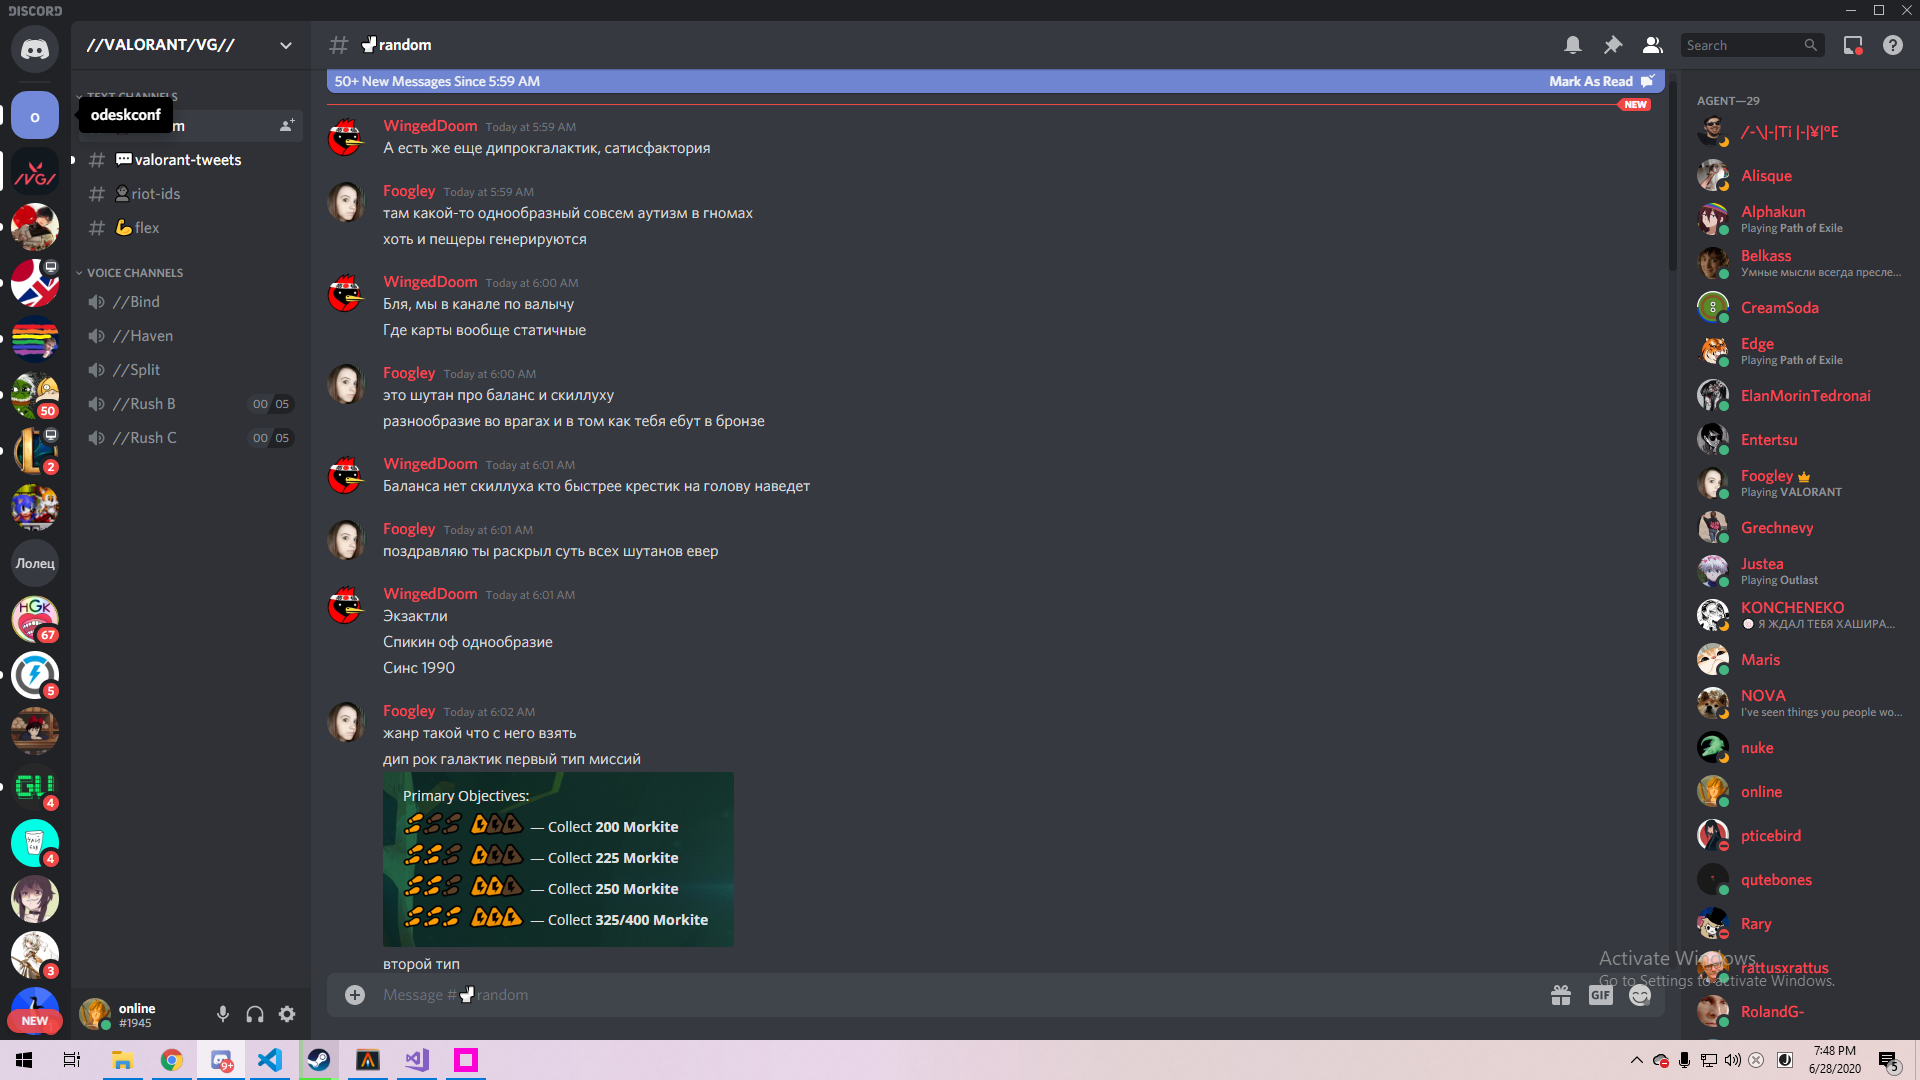 DISCORD
//VALORANT/VG//
TEXT CHANNELS
odeskconf
valorant-tweets
riot-ids
flex
VOICE CHANNELS
//Bind
//Haven
//Split
//Rush B 00 05
//Rush C 00 05
50
2
Лолец
HGK
67
5
GU
4
4
3
NEW
online
#1945
random
Search
50+ New Messages Since 5:59 AM
Mark As Read
NEW
WingedDoom Today at 5:59 AM
А есть же еще дипрокгалактик, сатисфактория
Foogley Today at 5:59 AM
там какой-то однообразный совсем аутизм в гномах
хоть и пещеры генерируются
WingedDoom Today at 6:00 AM
Бля, мы в канале по валычу
Где карты вообще статичные
Foogley Today at 6:00 AM
это шутан про баланс и скиллуху
разнообразие во врагах и в том как тебя ебут в бронзе
WingedDoom Today at 6:01 AM
Баланса нет скиллуха кто быстрее крестик на голову наведет
Foogley Today at 6:01 AM
поздравляю ты раскрыл суть всех шутанов евер
WingedDoom Today at 6:01 AM
Экзактли
Спикин оф однообразие
Синс 1990
Foogley Today at 6:02 AM
жанр такой что с него взять
дип рок галактик первый тип миссий
Primary Objectives:
— Collect 200 Morkite
— Collect 225 Morkite
— Collect 250 Morkite
— Collect 325/400 Morkite
второй тип
Message # random
GIF
AGENT—29
/-\|-|Ti |-|¥|°E
Alisque
Alphakun
Playing Path of Exile
Belkass
Умные мысли всегда пресле...
CreamSoda
Edge
Playing Path of Exile
ElanMorinTedronai
Entertsu
Foogley
Playing VALORANT
Grechnevy
Justea
Playing Outlast
KONCHENEKO
Я ЖДАЛ ТЕБЯ ХАШИРА...
Maris
NOVA
I've seen things you people wo...
nuke
online
pticebird
qutebones
Rary
rattusxrattus
RolandG-
Activate Windows
Go to Settings to activate Windows.
9+
7:48 PM
6/28/2020
5